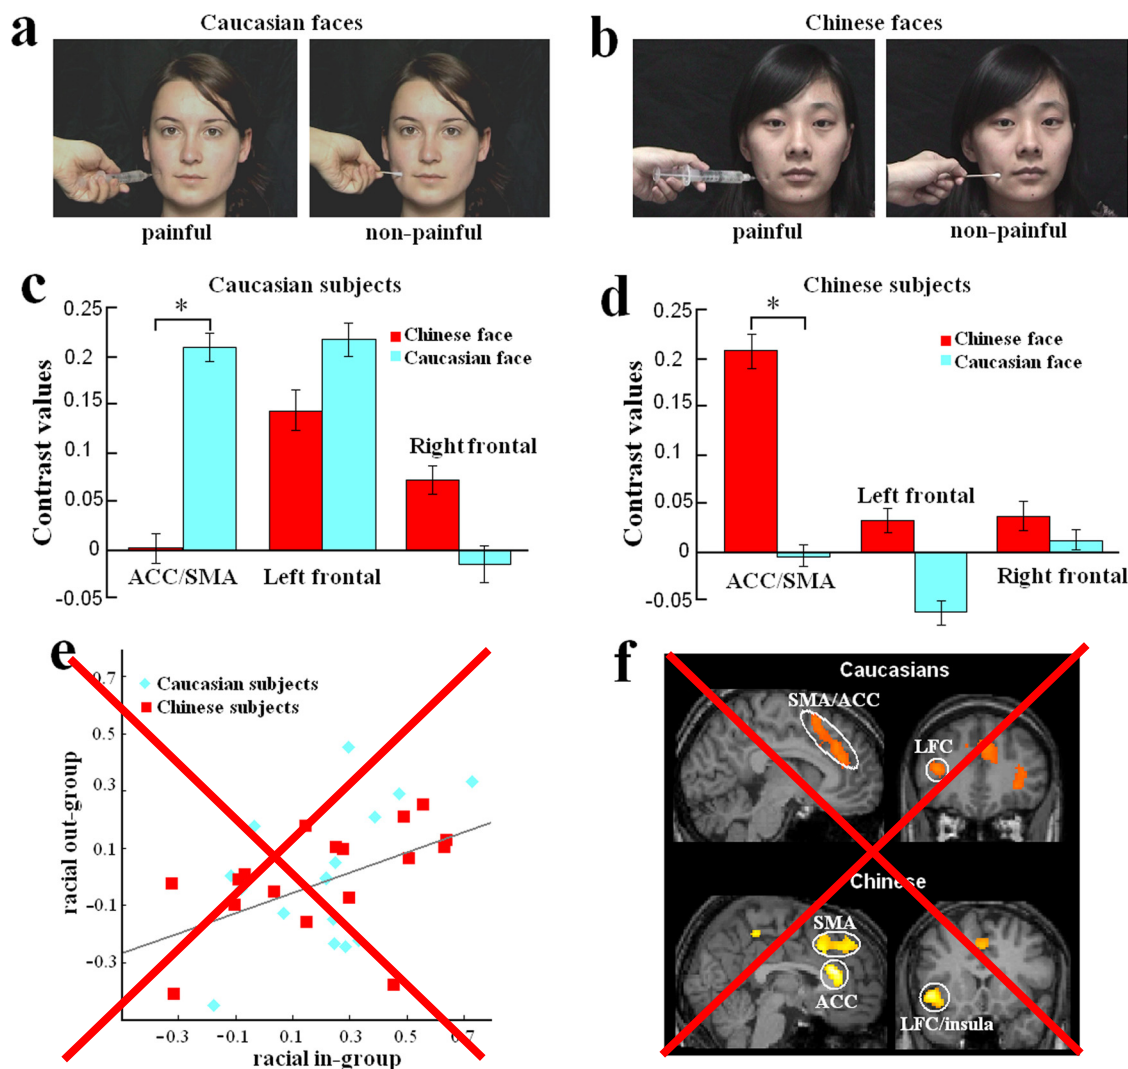 a
Caucasian faces
painful
non-painful
b
Chinese faces
painful
non-painful
c
Caucasian subjects
Contrast values
0.25
0.2
0.15
0.1
0.05
0
-0.05
*
Chinese face
Caucasian face
ACC/SMA
Left frontal
Right frontal
d
Chinese subjects
Contrast values
0.25
0.2
0.15
0.1
0.05
0
-0.05
*
Chinese face
Caucasian face
ACC/SMA
Left frontal
Right frontal
e
racial out-group
0.7
0.5
0.3
0.1
-0.1
-0.3
Caucasian subjects
Chinese subjects
-0.3
-0.1
0.1
0.3
0.5
0.7
racial in-group
f
Caucasians
SMA/ACC
LFC
Chinese
SMA
ACC
LFC/insula